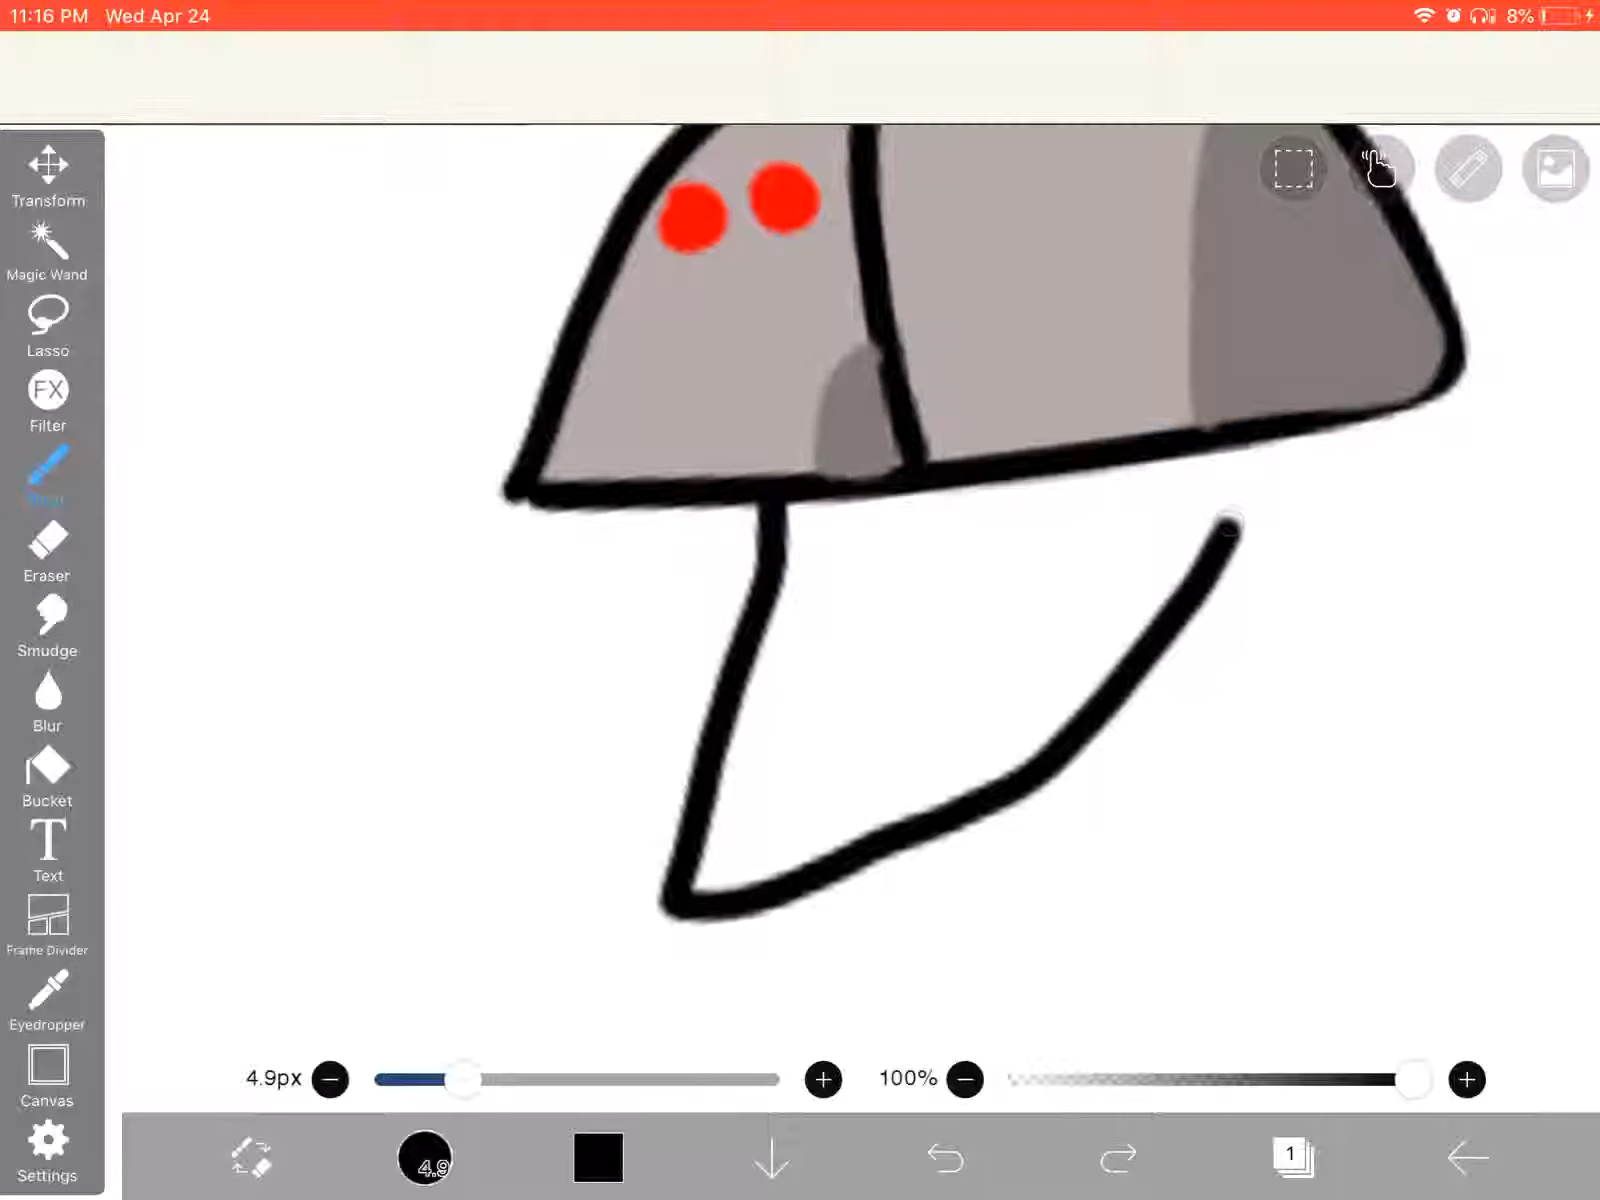 11:16 PM Wed Apr 24
8%
Transform
Magic Wand
Lasso
FX
Filter
Eraser
Smudge
Blur
Bucket
T
Text
Frame Divider
Eyedropper
Canvas
Settings
4.9px
100%
4.9
1